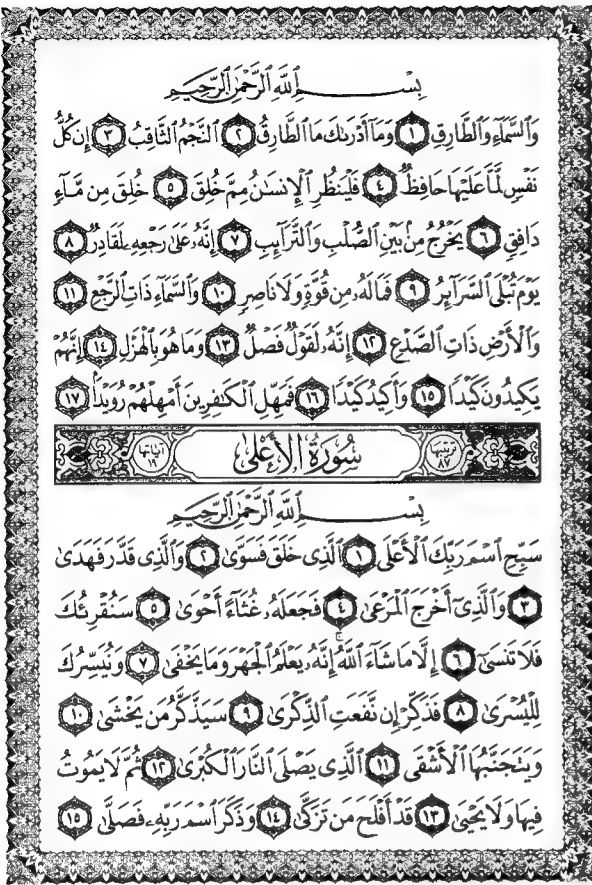 بِسْمِ اللَّهِ الرَّحْمَٰنِ الرَّحِيمِ
وَالسَّمَاءِ وَالطَّارِقِ ١ وَمَا أَدْرَىٰكَ مَا الطَّارِقُ ٢ النَّجْمُ الثَّاقِبُ ٣ إِن كُلُّ
نَفْسٍ لَّمَّا عَلَيْهَا حَافِظٌ ٤ فَلْيَنظُرِ الْإِنسَٰنُ مِمَّ خُلِقَ ٥ خُلِقَ مِن مَّاءٍ
دَافِقٍ ٦ يَخْرُجُ مِن بَيْنِ الصُّلْبِ وَالتَّرَائِبِ ٧ إِنَّهُۥ عَلَىٰ رَجْعِهِۦ لَقَادِرٌ ٨
يَوْمَ تُبْلَى السَّرَائِرُ ٩ فَمَا لَهُۥ مِن قُوَّةٍ وَلَا نَاصِرٍ ١٠ وَالسَّمَاءِ ذَاتِ الرَّجْعِ ١١
وَالْأَرْضِ ذَاتِ الصَّدْعِ ١٢ إِنَّهُۥ لَقَوْلٌ فَصْلٌ ١٣ وَمَا هُوَ بِالْهَزْلِ ١٤ إِنَّهُمْ
يَكِيدُونَ كَيْدًا ١٥ وَأَكِيدُ كَيْدًا ١٦ فَمَهِّلِ الْكَٰفِرِينَ أَمْهِلْهُمْ رُوَيْدًا ١٧
ترتيبها ٨٧ سُورَةُ الْأَعْلَىٰ آياتها ١٩
بِسْمِ اللَّهِ الرَّحْمَٰنِ الرَّحِيمِ
سَبِّحِ اسْمَ رَبِّكَ الْأَعْلَى ١ الَّذِى خَلَقَ فَسَوَّىٰ ٢ وَالَّذِى قَدَّرَ فَهَدَىٰ
٣ وَالَّذِىٓ أَخْرَجَ الْمَرْعَىٰ ٤ فَجَعَلَهُۥ غُثَاءً أَحْوَىٰ ٥ سَنُقْرِئُكَ
فَلَا تَنسَىٰٓ ٦ إِلَّا مَا شَاءَ اللَّهُ ۚ إِنَّهُۥ يَعْلَمُ الْجَهْرَ وَمَا يَخْفَىٰ ٧ وَنُيَسِّرُكَ
لِلْيُسْرَىٰ ٨ فَذَكِّرْ إِن نَّفَعَتِ الذِّكْرَىٰ ٩ سَيَذَّكَّرُ مَن يَخْشَىٰ ١٠
وَيَتَجَنَّبُهَا الْأَشْقَى ١١ الَّذِى يَصْلَى النَّارَ الْكُبْرَىٰ ١٢ ثُمَّ لَا يَمُوتُ
فِيهَا وَلَا يَحْيَىٰ ١٣ قَدْ أَفْلَحَ مَن تَزَكَّىٰ ١٤ وَذَكَرَ اسْمَ رَبِّهِۦ فَصَلَّىٰ ١٥